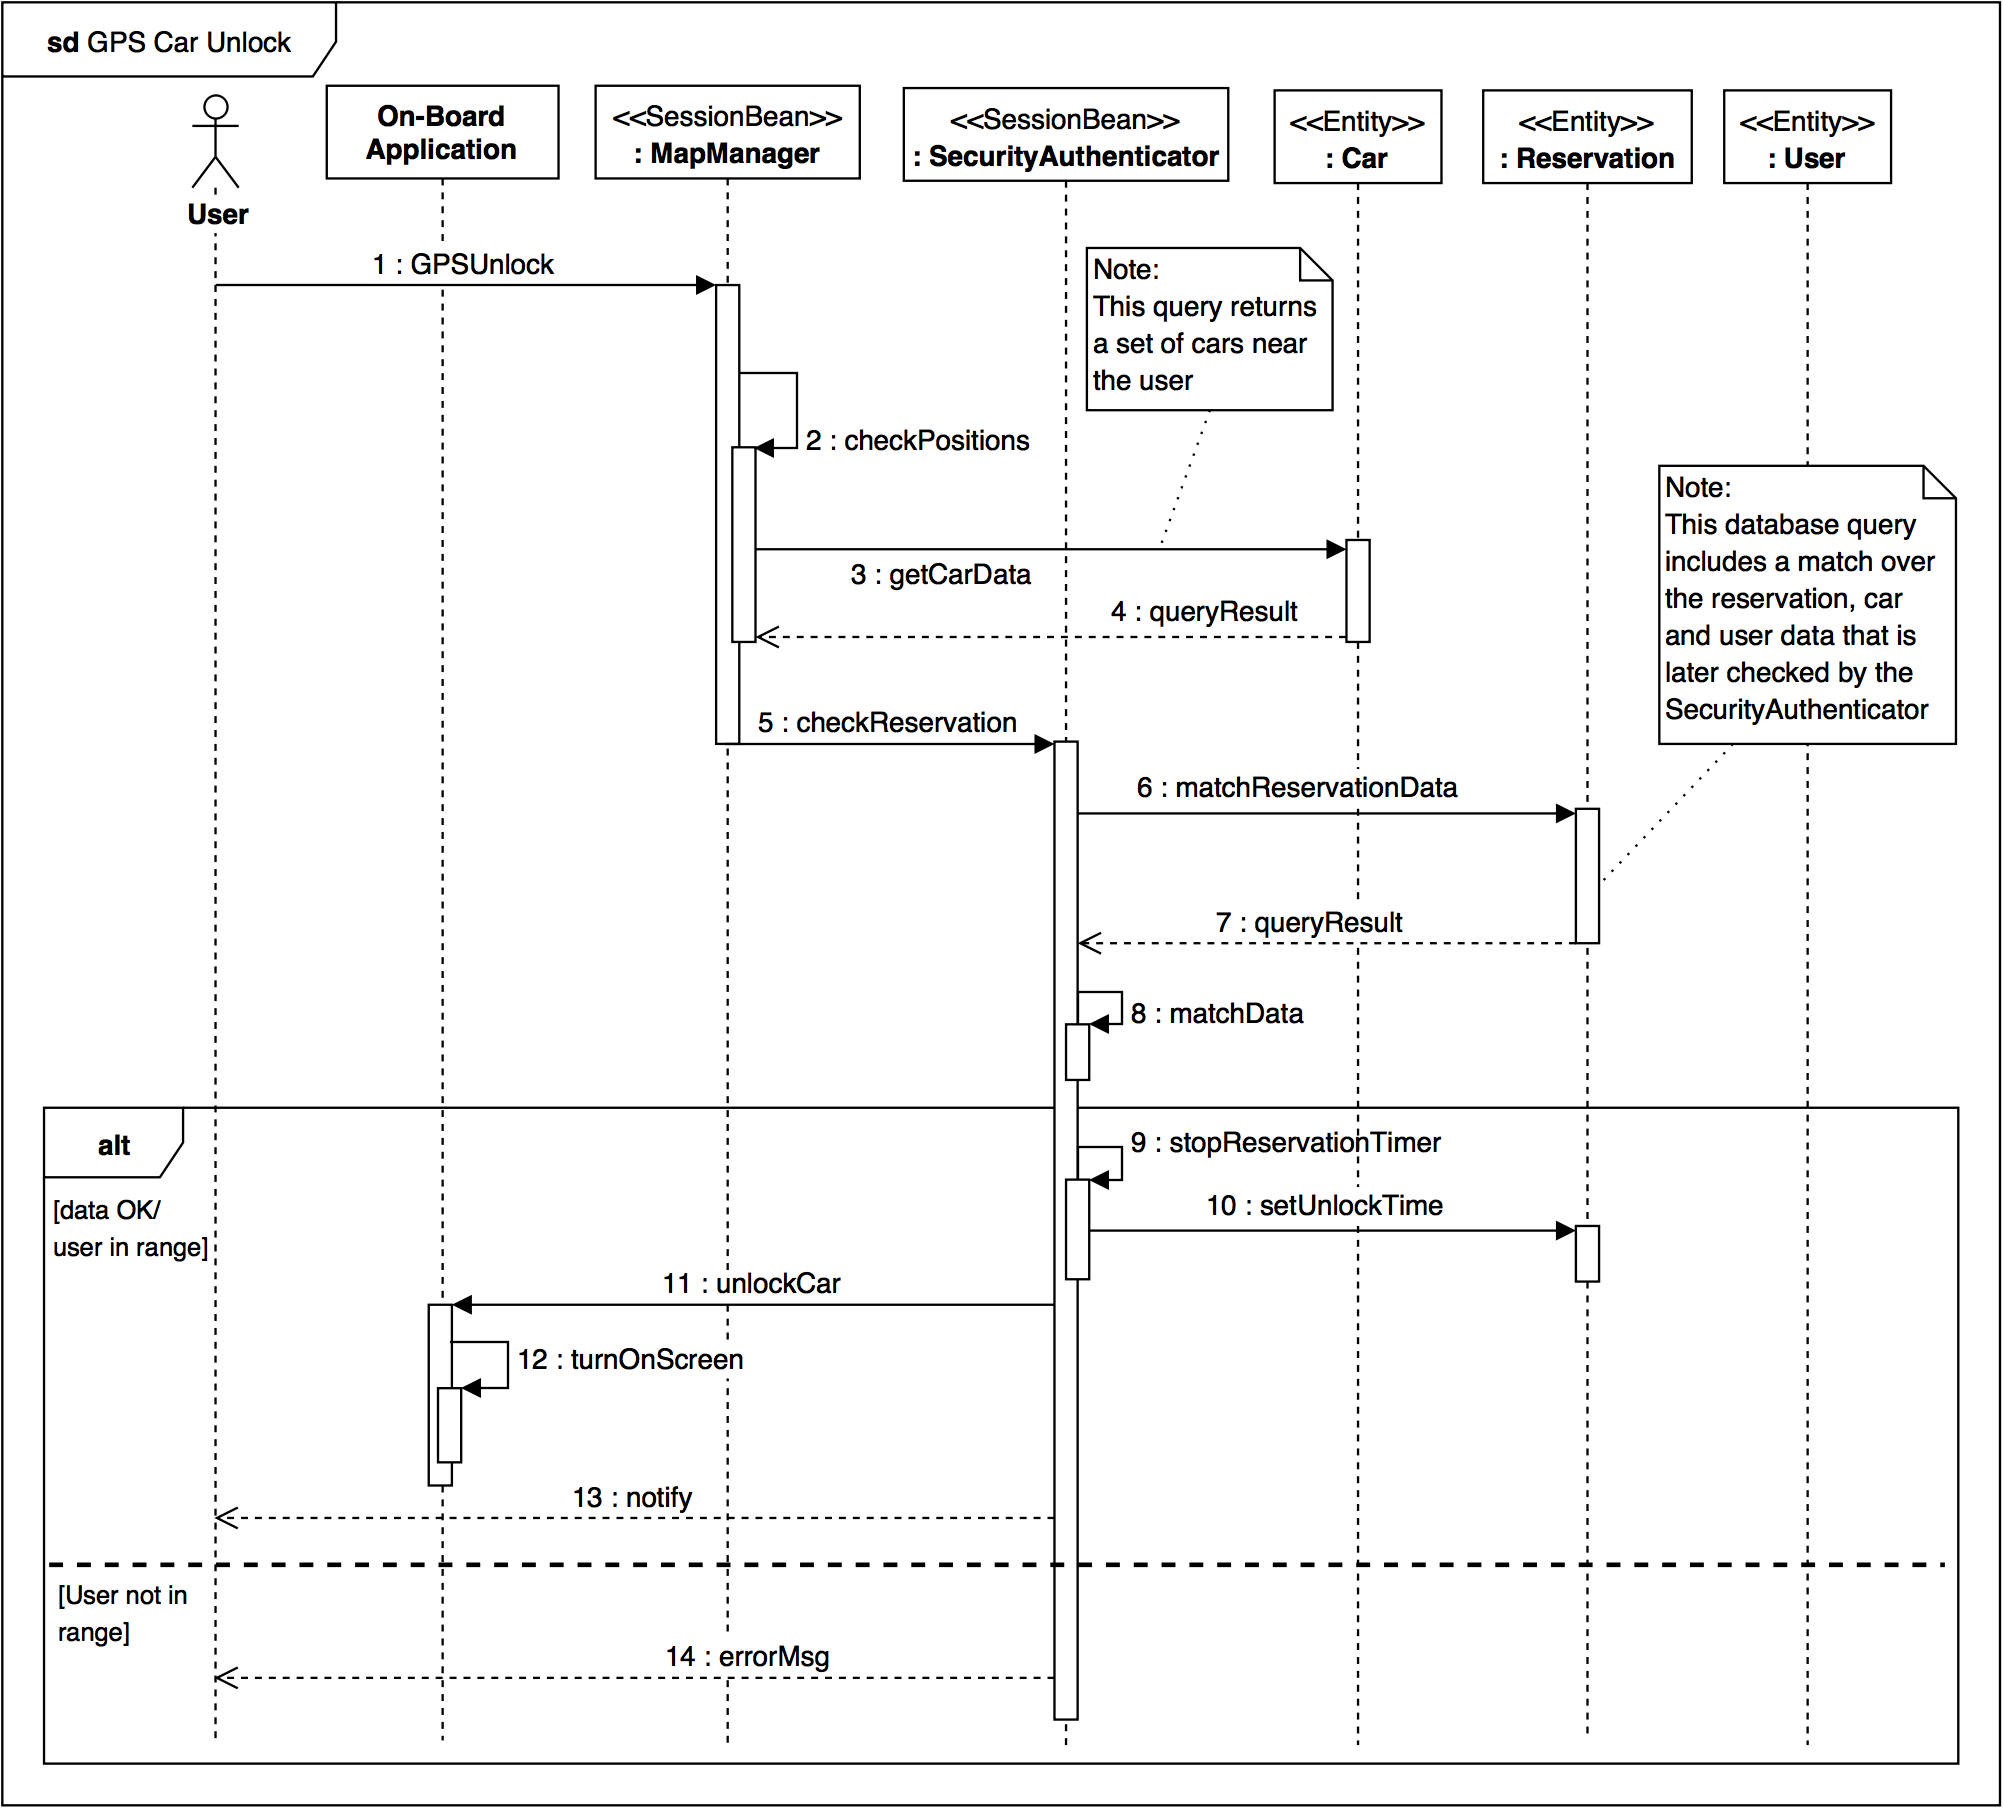 sd GPS Car Unlock
User
On-Board
Application
<<SessionBean>>
: MapManager
<<SessionBean>>
: SecurityAuthenticator
<<Entity>>
: Car
<<Entity>>
: Reservation
<<Entity>>
: User
1 : GPSUnlock
Note:
This query returns
a set of cars near
the user
2 : checkPositions
Note:
This database query
includes a match over
the reservation, car
and user data that is
later checked by the
SecurityAuthenticator
3 : getCarData
4 : queryResult
5 : checkReservation
6 : matchReservationData
7 : queryResult
8 : matchData
alt
[data OK/
user in range]
9 : stopReservationTimer
10 : setUnlockTime
11 : unlockCar
12 : turnOnScreen
13 : notify
[User not in
range]
14 : errorMsg